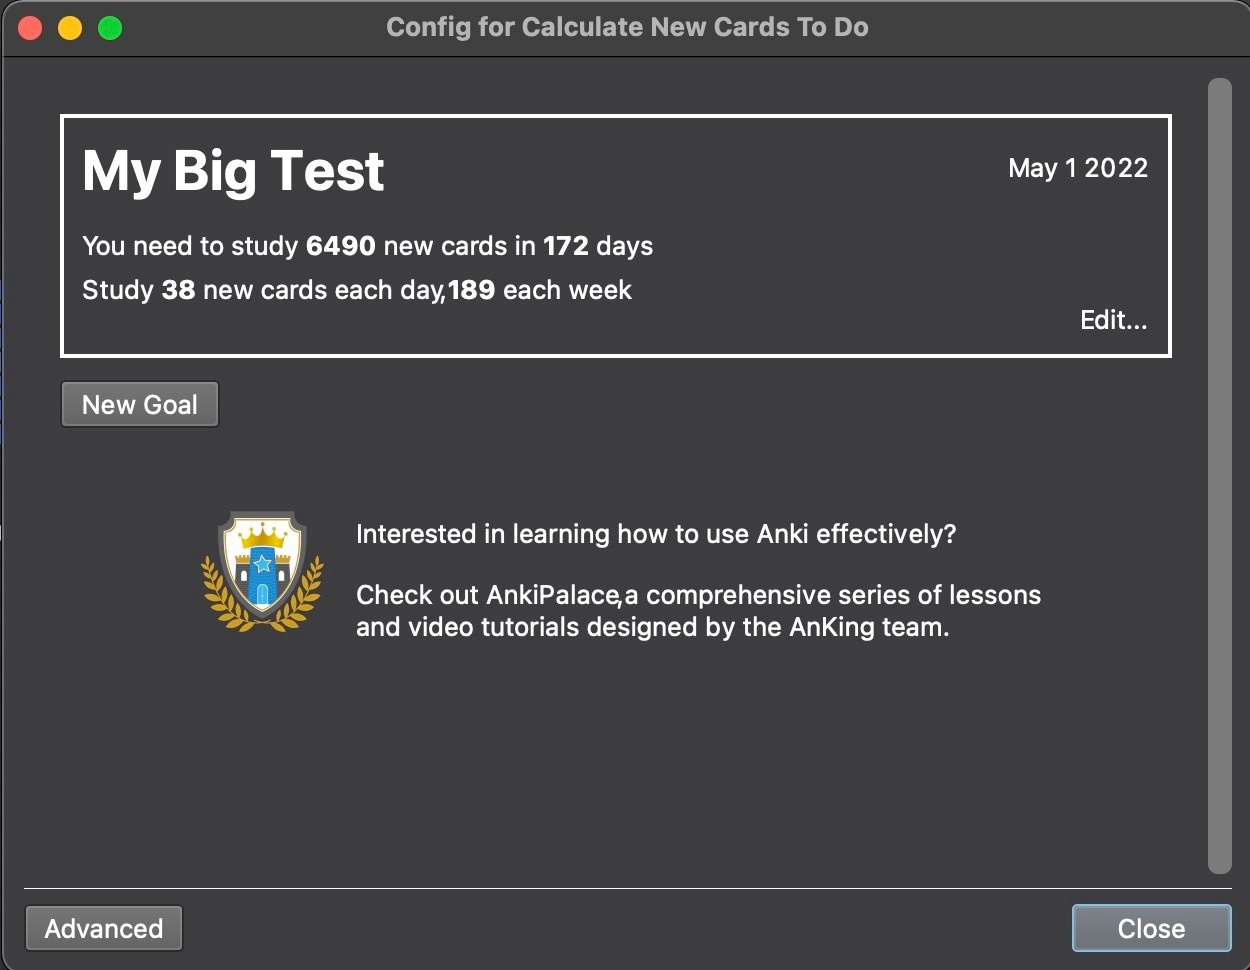 Config for Calculate New Cards To Do
My Big Test
May 1 2022
You need to study 6490 new cards in 172 days
Study 38 new cards each day,189 each week
Edit...
New Goal
Interested in learning how to use Anki effectively?
Check out AnkiPalace,a comprehensive series of lessons
and video tutorials designed by the AnKing team.
Advanced
Close